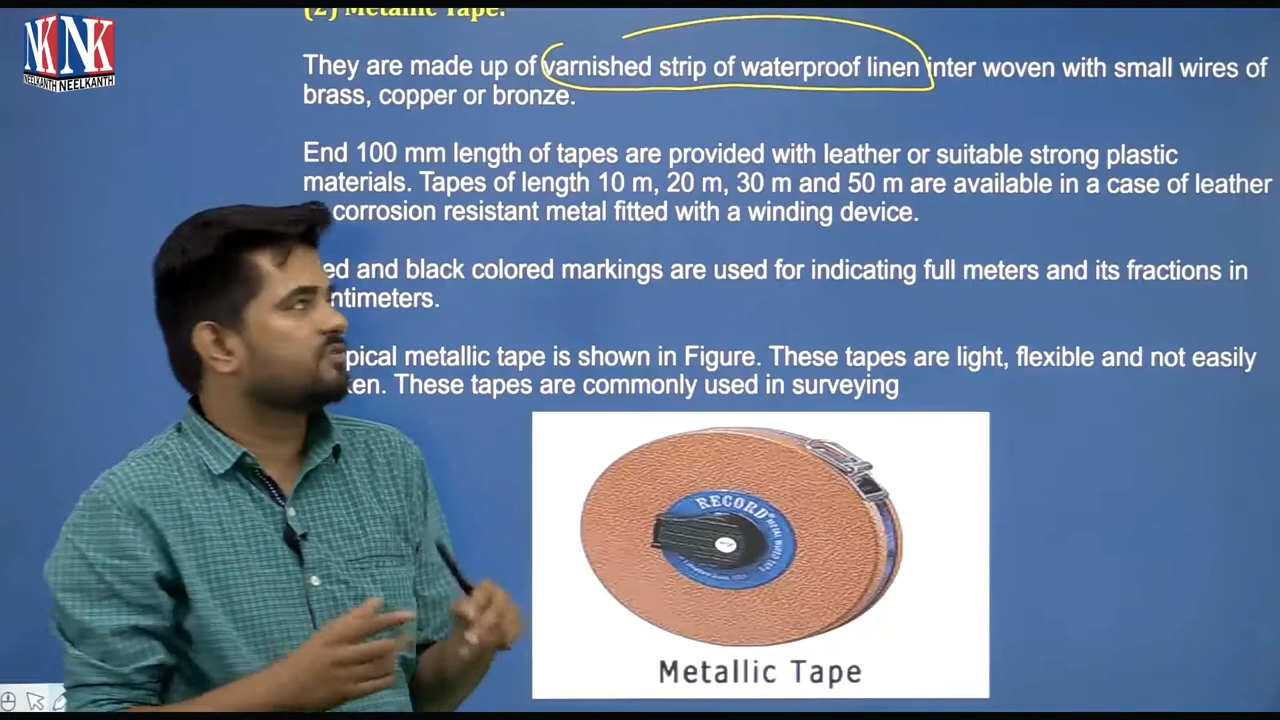 (2) Metallic Tape:
NKNK
NEELKANTH NEELKANTH
They are made up of varnished strip of waterproof linen inter woven with small wires of
brass, copper or bronze.
End 100 mm length of tapes are provided with leather or suitable strong plastic
materials. Tapes of length 10 m, 20 m, 30 m and 50 m are available in a case of leather
corrosion resistant metal fitted with a winding device.
ed and black colored markings are used for indicating full meters and its fractions in
ntimeters.
pical metallic tape is shown in Figure. These tapes are light, flexible and not easily
ken. These tapes are commonly used in surveying
RECORD
METAL WIRED TAPE
Metallic Tape